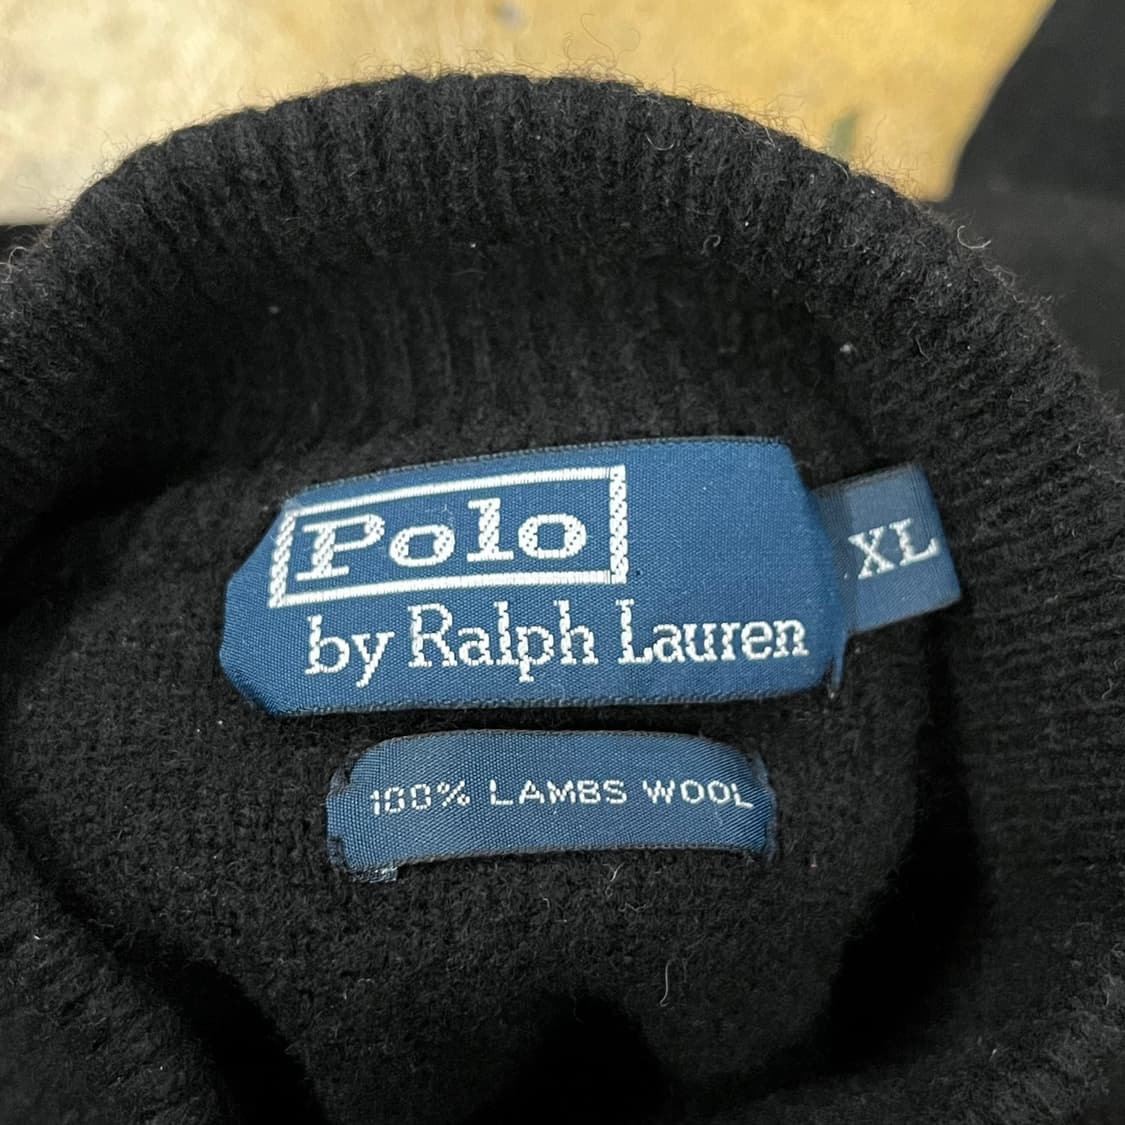 Polo
by Ralph Lauren
XL
100% LAMBS WOOL